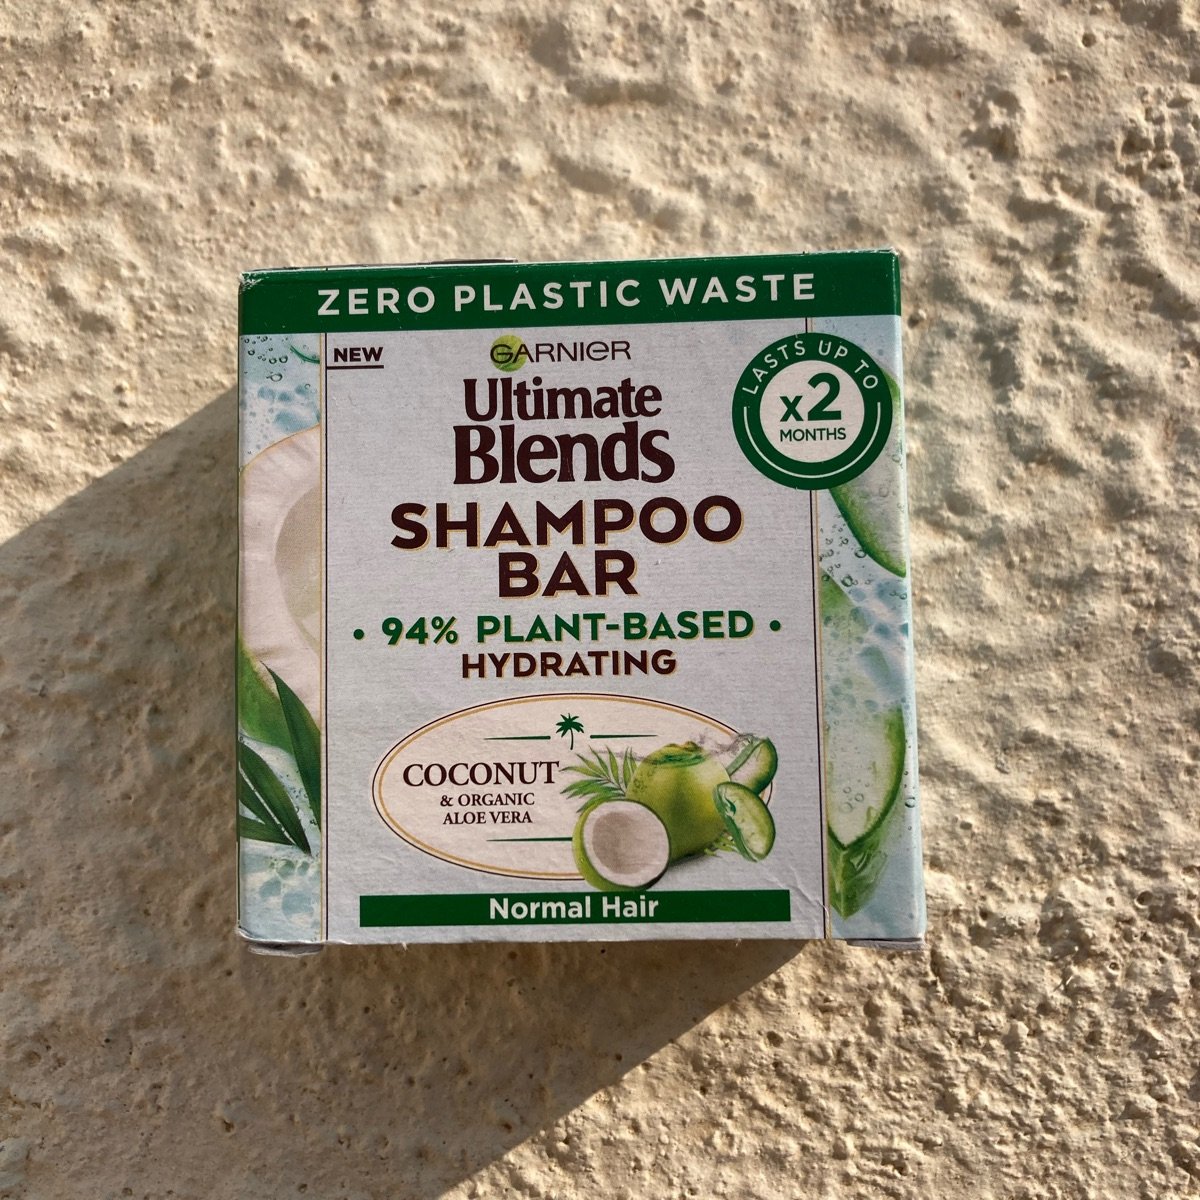 ZERO PLASTIC WASTE
NEW
GARNIER
LASTS UP TO
x2
MONTHS
Ultimate
Blends
SHAMPOO
BAR
• 94% PLANT-BASED •
HYDRATING
COCONUT
& ORGANIC
ALOE VERA
Normal Hair